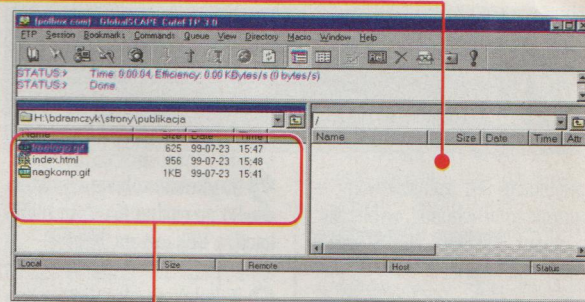 [polbox.com] - GlobalSCAPE, CuteFTP 3.0
FTP Session Bookmarks Commands Queue View Directory Macro Window Help
STATUS:> Time: 0:00:04, Efficiency: 0.00 KBytes/s (0 bytes/s)
STATUS:> Done.
H:\bdramczyk\strony\publikacja
Name Size Date Time
625 99-07-23 15:47
index.html 956 99-07-23 15:48
nagkomp.gif 1KB 99-07-23 15:41
/
Name Size Date Time Attr
Local Size Remote Host Status